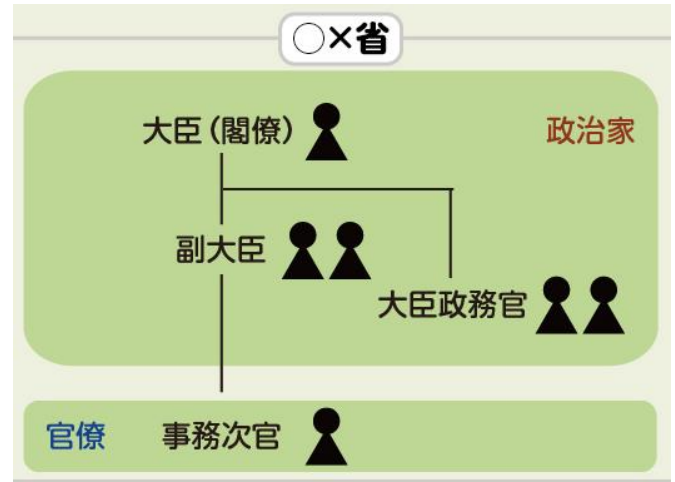 ○×省
大臣（閣僚）
政治家
副大臣
大臣政務官
官僚
事務次官